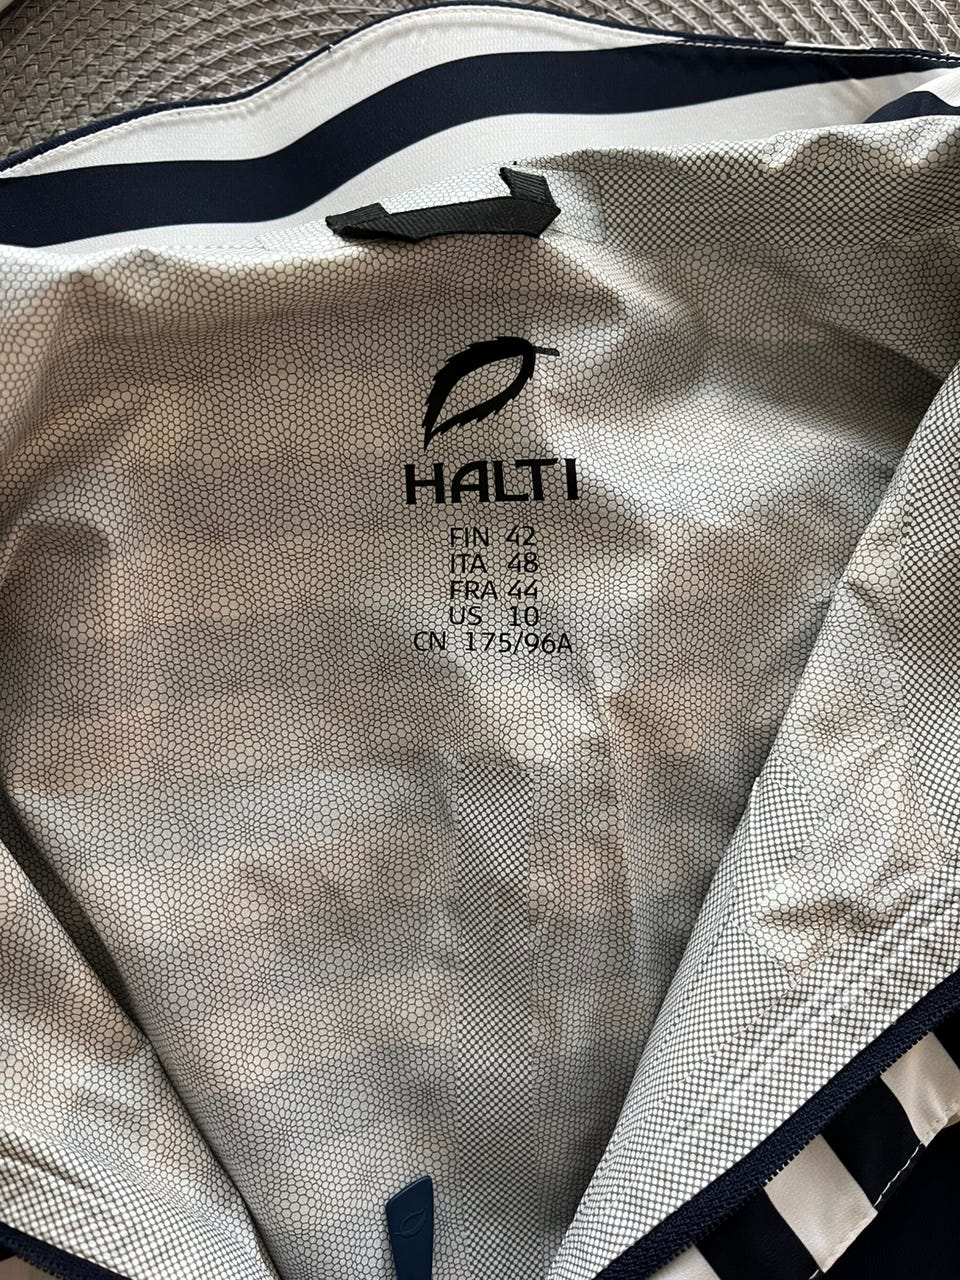 HALTI
FIN 42
ITA 48
FRA 44
US 10
CN 175/96A